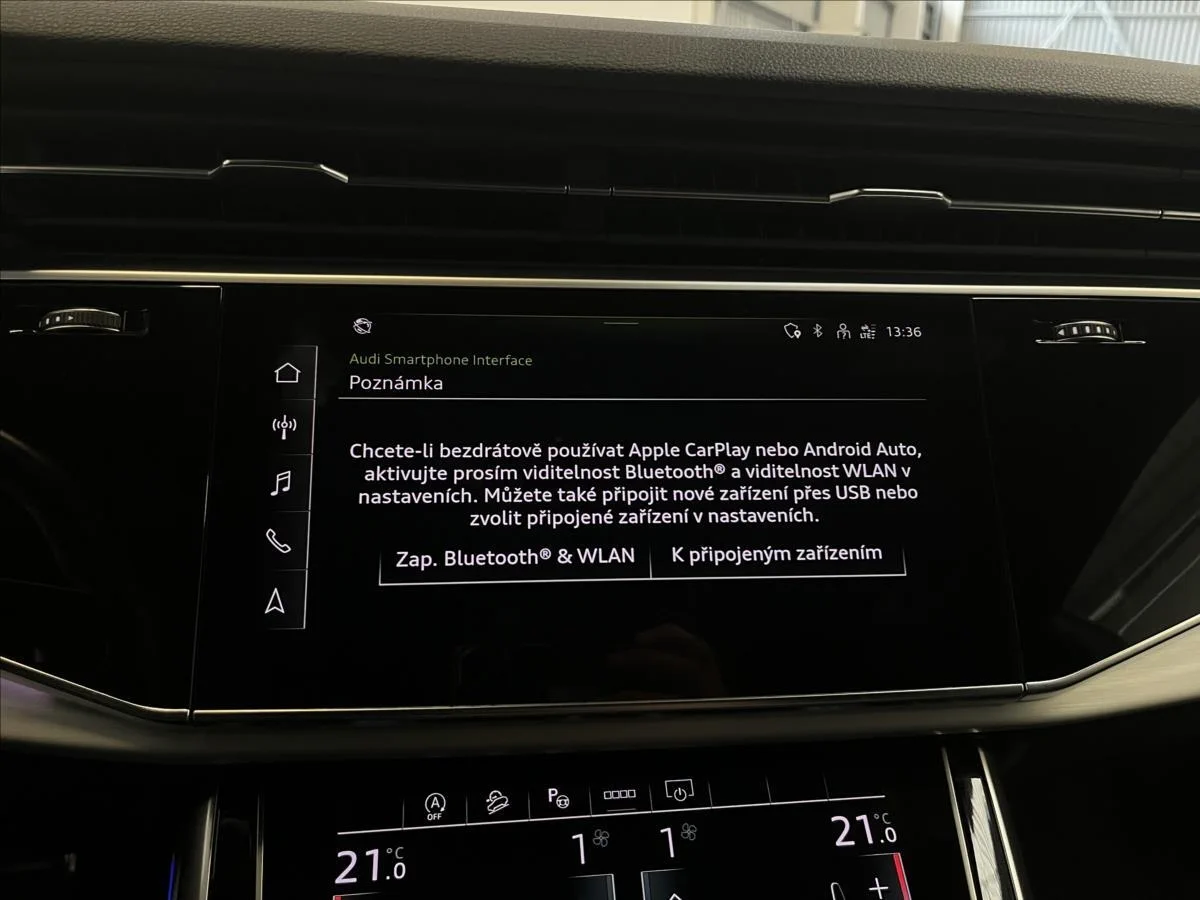 LTE
13:36
Audi Smartphone Interface
Poznámka
Chcete-li bezdrátově používat Apple CarPlay nebo Android Auto,
aktivujte prosím viditelnost Bluetooth® a viditelnost WLAN v
nastaveních. Můžete také připojit nové zařízení přes USB nebo
zvolit připojené zařízení v nastaveních.
Zap. Bluetooth® & WLAN
K připojeným zařízením
A
OFF
P
21.0 °C
1
1
21.0 °C
+